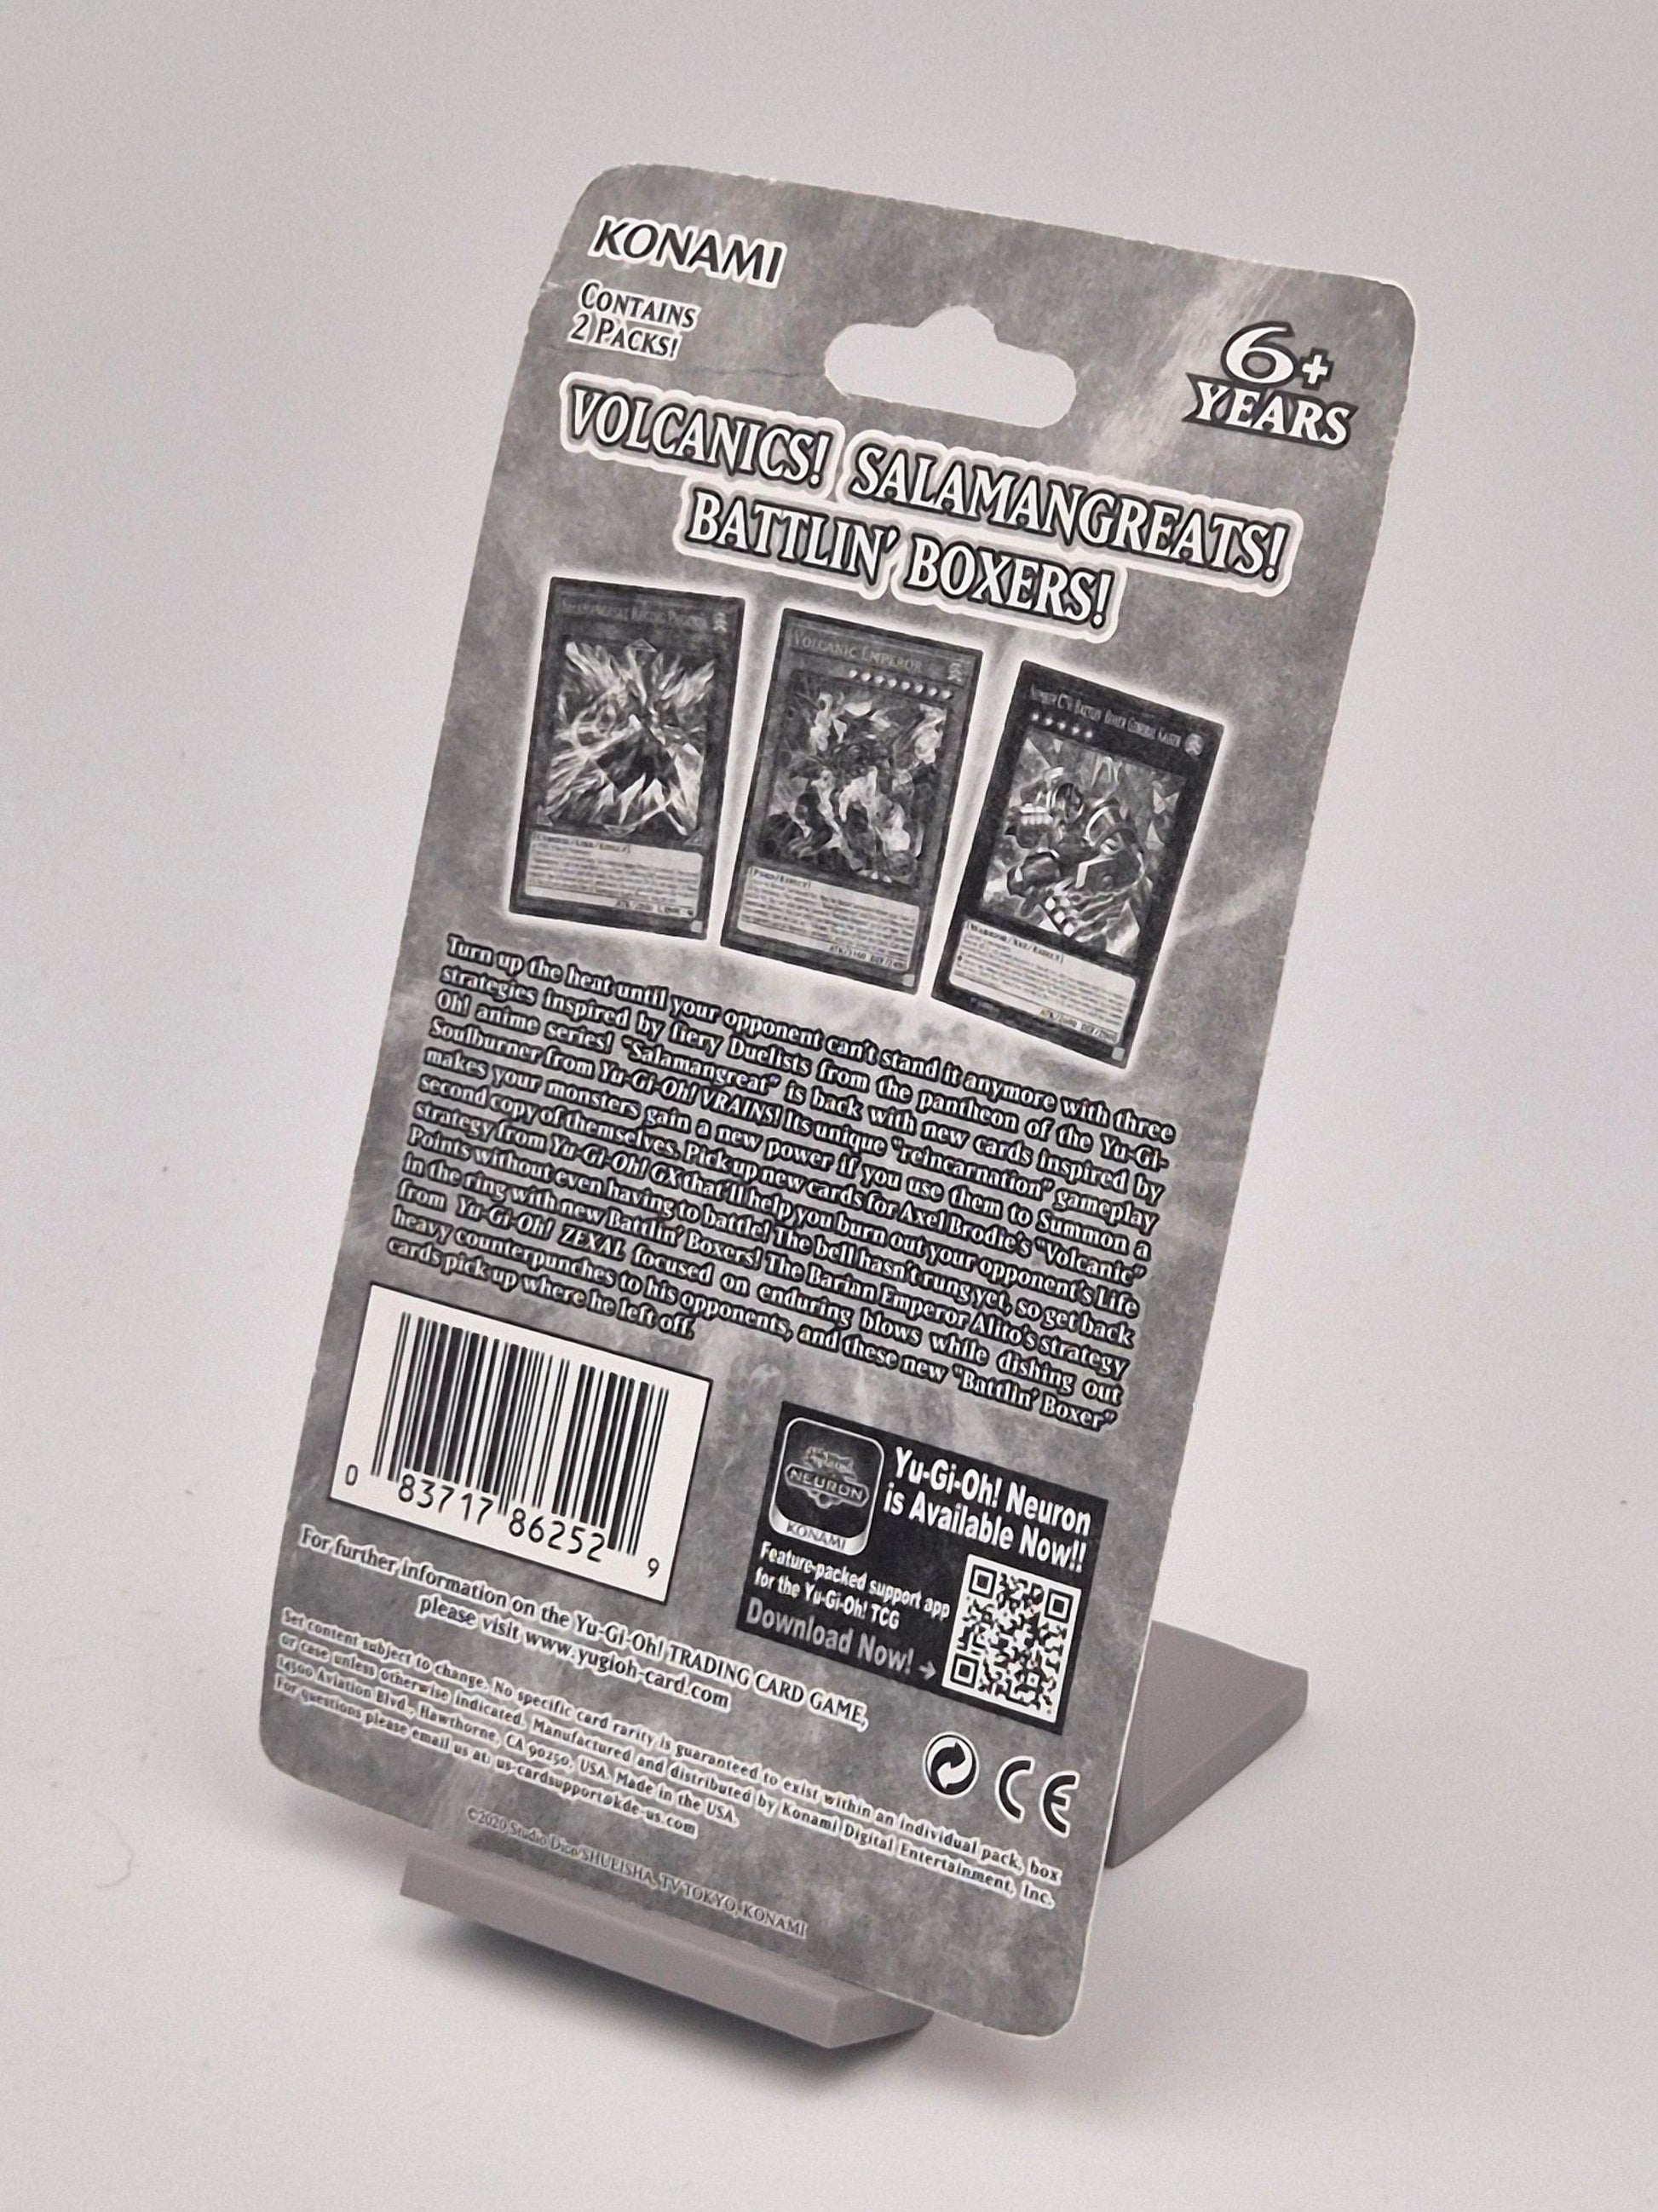 KONAMI
CONTAINS
2 PACKS!
6+
YEARS
VOLCANICS! SALAMANGREATS!
BATTLIN' BOXERS!
VOLCANIC EMPEROR
Turn up the heat until your opponent can't stand it anymore with three
strategies inspired by fiery Duelists from the pantheon of the Yu-Gi-
Oh! anime series! "Salamangreat" is back with new cards inspired by
Soulburner from Yu-Gi-Oh! VRAINS! Its unique "reincarnation" gameplay
makes your monsters gain a new power if you use them to Summon a
second copy of themselves. Pick up new cards for Axel Brodie's "Volcanic"
strategy from Yu-Gi-Oh! GX that'll help you burn out your opponent's Life
Points without even having to battle! The bell hasn't rung yet, so get back
in the ring with new Battlin' Boxers! The Barian Emperor Alito's strategy
from Yu-Gi-Oh! ZEXAL focused on enduring blows while dishing out
heavy counterpunches to his opponents, and these new "Battlin' Boxer"
cards pick up where he left off.
0 83717 86252 9
NEURON
KONAMI
Yu-Gi-Oh! Neuron
is Available Now!!
Feature-packed support app
for the Yu-Gi-Oh! TCG
Download Now! →
For further information on the Yu-Gi-Oh! TRADING CARD GAME,
please visit www.yugioh-card.com
Set content subject to change. No specific card rarity is guaranteed to exist within an individual pack, box
or case unless otherwise indicated. Manufactured and distributed by Konami Digital Entertainment, Inc.
14500 Aviation Blvd., Hawthorne, CA 90250, USA. Made in the USA.
For questions please email us at: us-cardsupport@kde-us.com
CE
©2020 Studio Dice/SHUEISHA, TV TOKYO, KONAMI